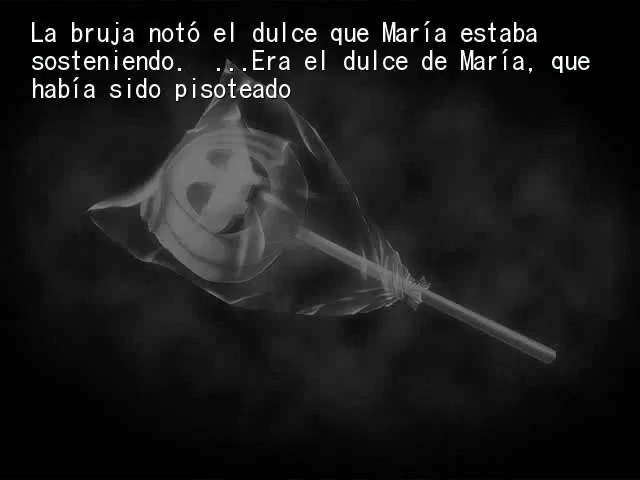 La bruja notó el dulce que María estaba
sosteniendo.  ...Era el dulce de María, que
había sido pisoteado